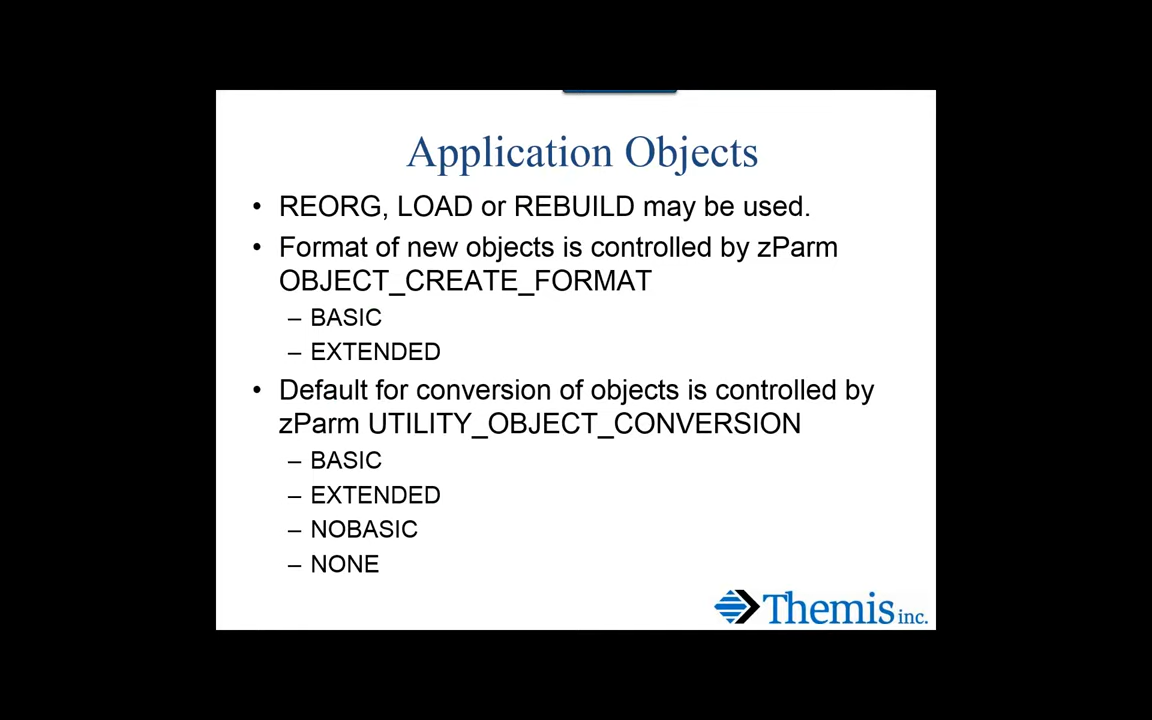 Application Objects
• REORG, LOAD or REBUILD may be used.
• Format of new objects is controlled by zParm
OBJECT_CREATE_FORMAT
– BASIC
– EXTENDED
• Default for conversion of objects is controlled by
zParm UTILITY_OBJECT_CONVERSION
– BASIC
– EXTENDED
– NOBASIC
– NONE
Themis inc.